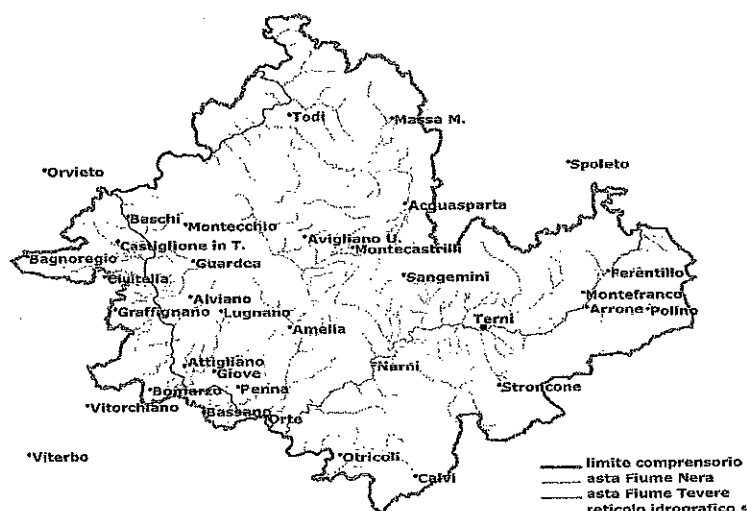 Todi
Massa M.
Orvieto
Spoleto
Acquasparta
Baschi
Montecchio
Castiglione in T.
Avigliano U.
Montecastrilli
Bagnoregio
Guardea
Civitella
Sangemini
Ferentillo
Alviano
Montefranco
Graffignano
Lugnano
Arrone
Polino
Terni
Amelia
Attigliano
Narni
Giove
Stroncone
Bomarzo
Penna
Vitorchiano
Bassano
Orte
Viterbo
Otricoli
Calvi
limite comprensorio
asta Fiume Nera
asta Fiume Tevere
reticolo idrografico s